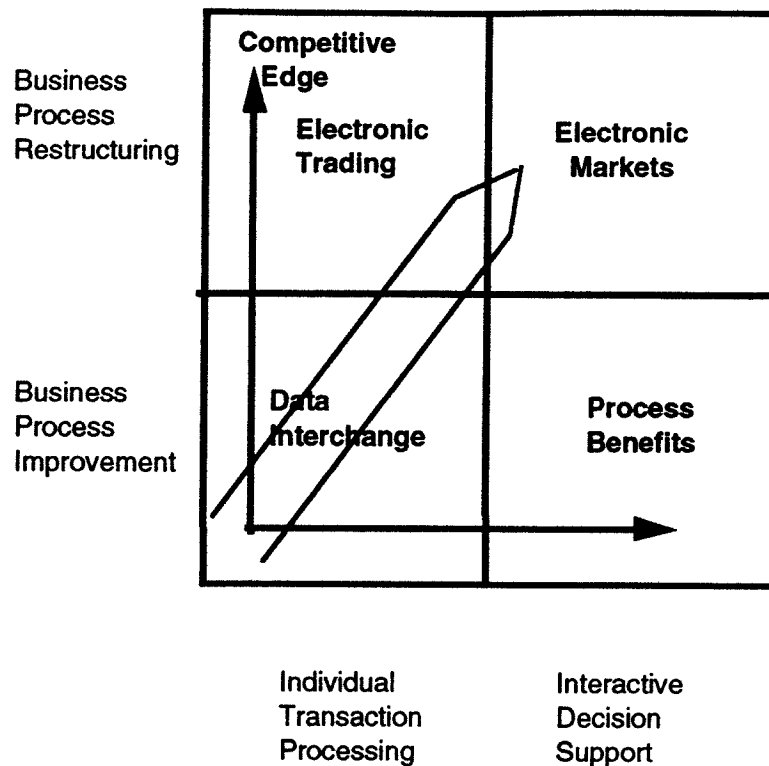 Competitive
Edge
Business
Process
Restructuring
Electronic
Trading
Electronic
Markets
Business
Process
Improvement
Data
Interchange
Process
Benefits
Individual
Transaction
Processing
Interactive
Decision
Support